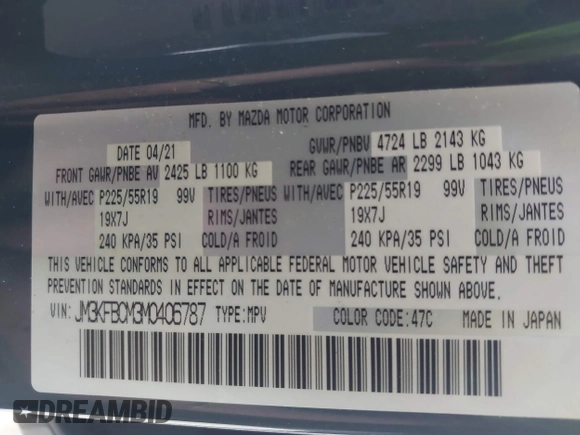 MFD. BY MAZDA MOTOR CORPORATION
DATE 04/21 GVWR/PNBV 4724 LB 2143 KG
FRONT GAWR/PNBE AV 2425 LB 1100 KG REAR GAWR/PNBE AR 2299 LB 1043 KG
WITH/AVEC P225/55R19 99V TIRES/PNEUS WITH/AVEC P225/55R19 99V TIRES/PNEUS
19X7J RIMS/JANTES 19X7J RIMS/JANTES
240 KPA/35 PSI COLD/A FROID 240 KPA/35 PSI COLD/A FROID
THIS VEHICLE CONFORMS TO ALL APPLICABLE FEDERAL MOTOR VEHICLE SAFETY AND THEFT
PREVENTION STANDARDS IN EFFECT ON THE DATE OF MANUFACTURE SHOWN ABOVE.
VIN: JM3KFBCM3M0406787 TYPE:MPV COLOR CODE:47C MADE IN JAPAN
DREAMBID